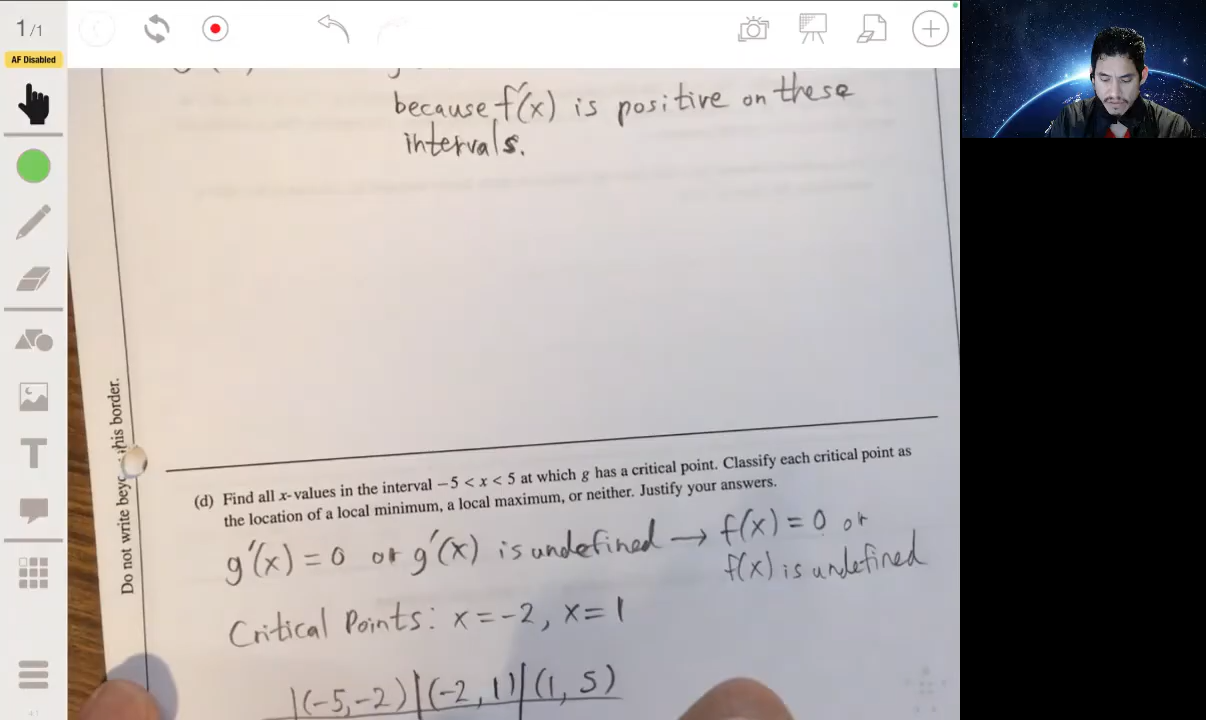 1/1
AF Disabled
because f'(x) is positive on these
intervals.
Do not write beyo
this border.
(d) Find all x-values in the interval −5 < x < 5 at which g has a critical point. Classify each critical point as
the location of a local minimum, a local maximum, or neither. Justify your answers.
g'(x) = 0 or g'(x) is undefined → f(x) = 0 or
f(x) is undefined
Critical Points: x = -2, x = 1
|(-5,-2)|(-2, 1)|(1, 5)
T